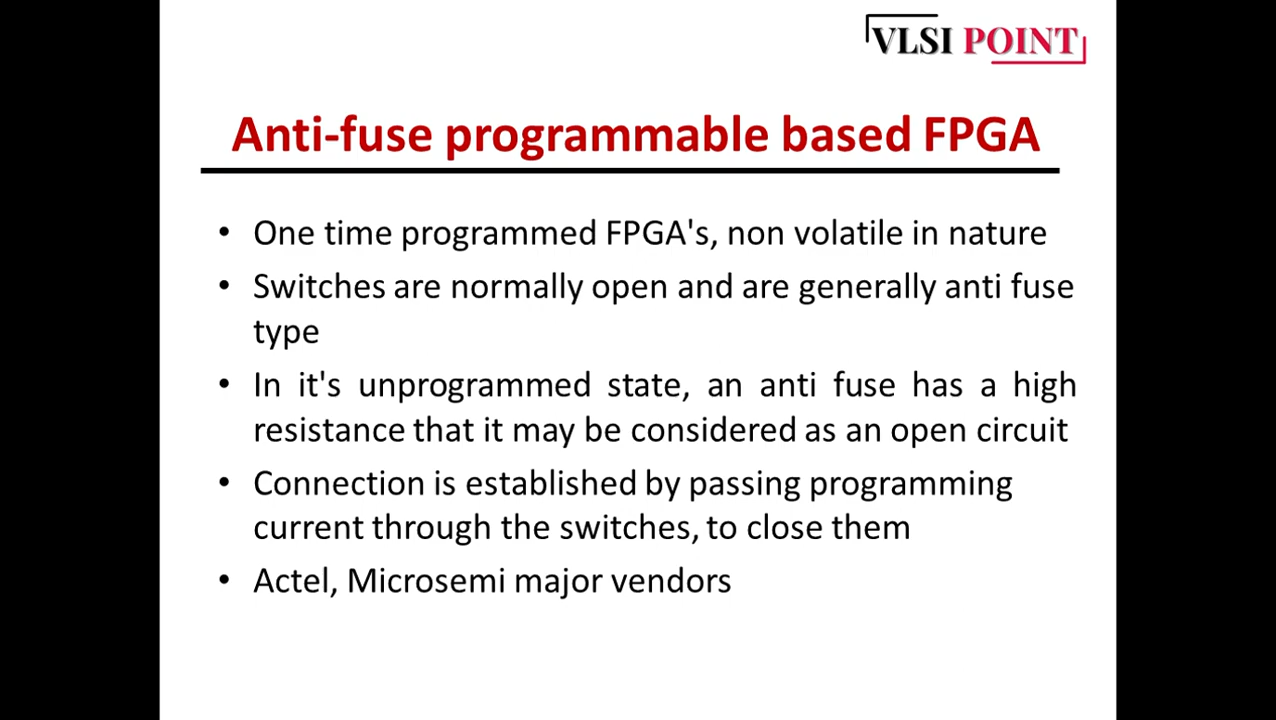 VLSI POINT
Anti-fuse programmable based FPGA
• One time programmed FPGA's, non volatile in nature
• Switches are normally open and are generally anti fuse
type
• In it's unprogrammed state, an anti fuse has a high
resistance that it may be considered as an open circuit
• Connection is established by passing programming
current through the switches, to close them
• Actel, Microsemi major vendors